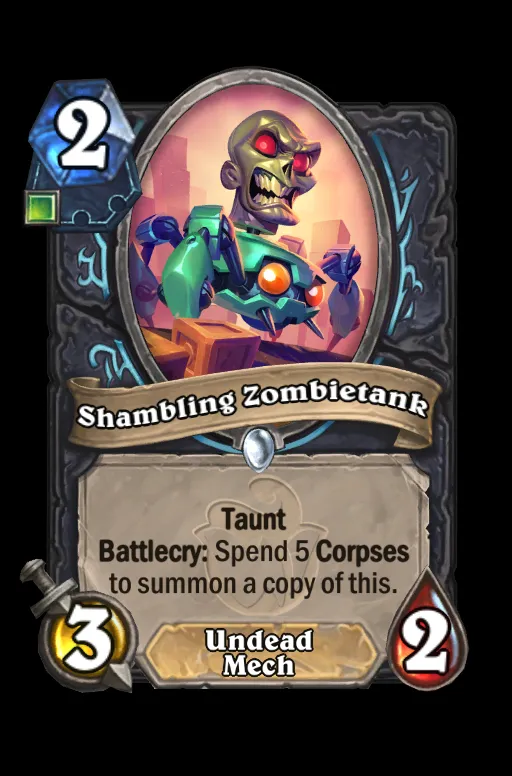 2
Shambling Zombietank
Taunt
Battlecry: Spend 5 Corpses
to summon a copy of this.
3
Undead
Mech
2